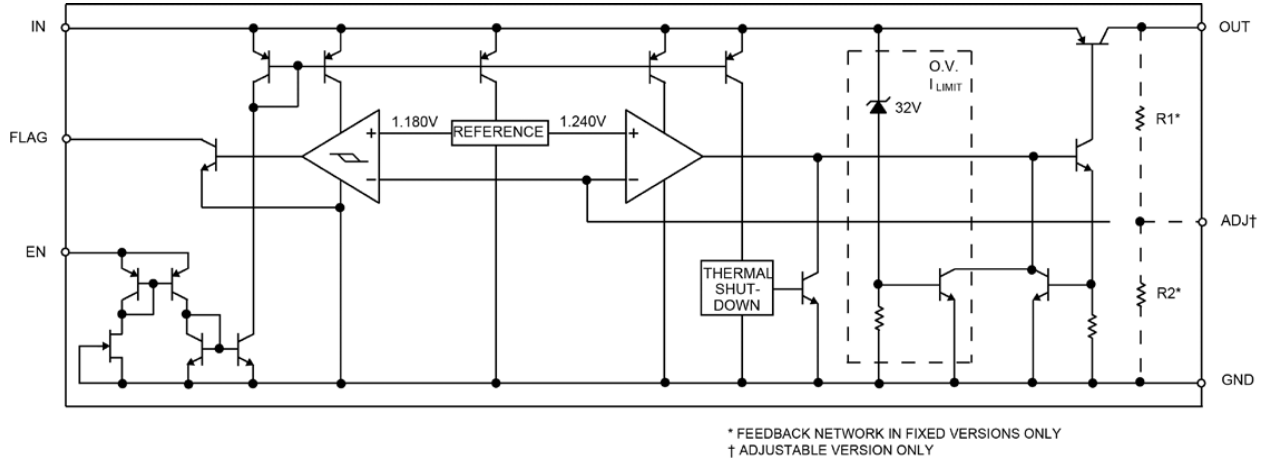 IN
OUT
O.V.
I LIMIT
32V
R1*
FLAG
1.180V
REFERENCE
1.240V
+
+
−
−
ADJ†
EN
THERMAL
SHUT-
DOWN
R2*
GND
* FEEDBACK NETWORK IN FIXED VERSIONS ONLY
† ADJUSTABLE VERSION ONLY